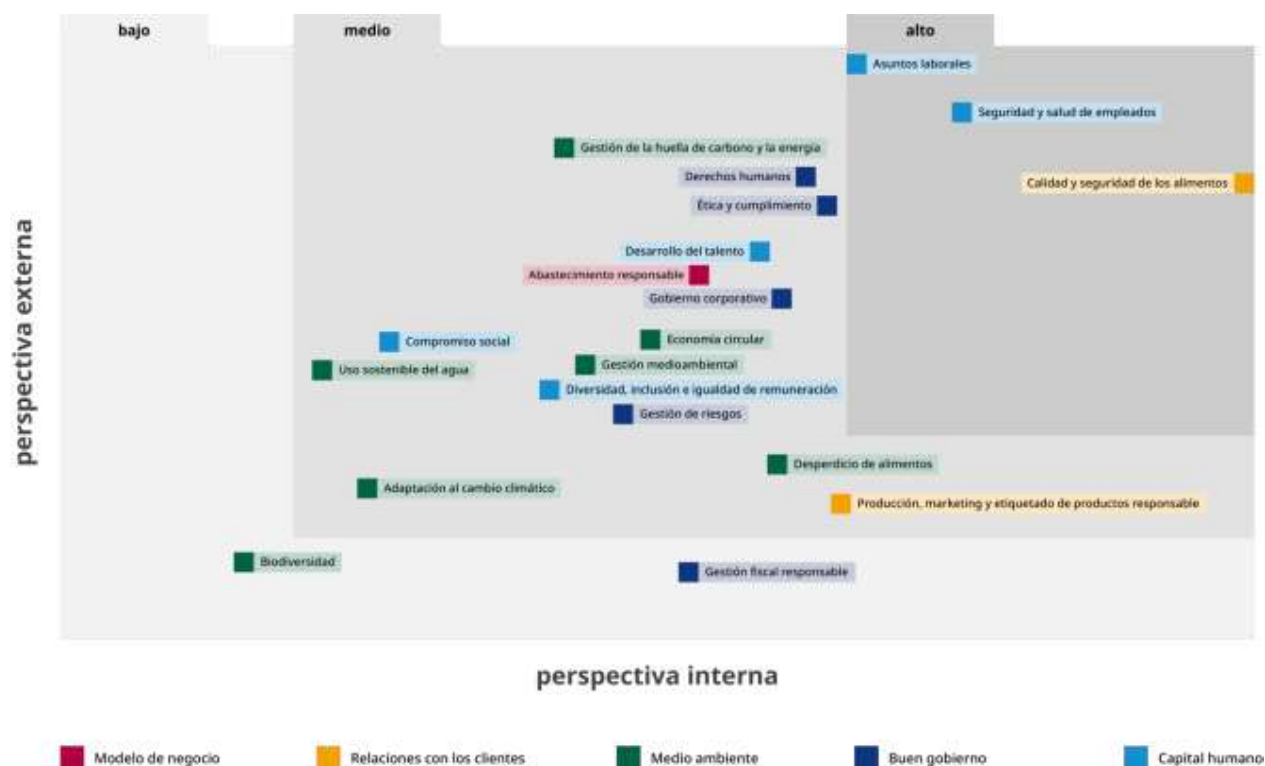 bajo
medio
alto
Asuntos laborales
Seguridad y salud de empleados
Gestión de la huella de carbono y la energía
Derechos humanos
Calidad y seguridad de los alimentos
Ética y cumplimiento
Desarrollo del talento
Abastecimiento responsable
Gobierno corporativo
Economía circular
Compromiso social
Gestión medioambiental
Uso sostenible del agua
Diversidad, inclusión e igualdad de remuneración
Gestión de riesgos
Desperdicio de alimentos
Adaptación al cambio climático
Producción, marketing y etiquetado de productos responsable
Biodiversidad
Gestión fiscal responsable
perspectiva externa
perspectiva interna
Modelo de negocio
Relaciones con los clientes
Medio ambiente
Buen gobierno
Capital humano